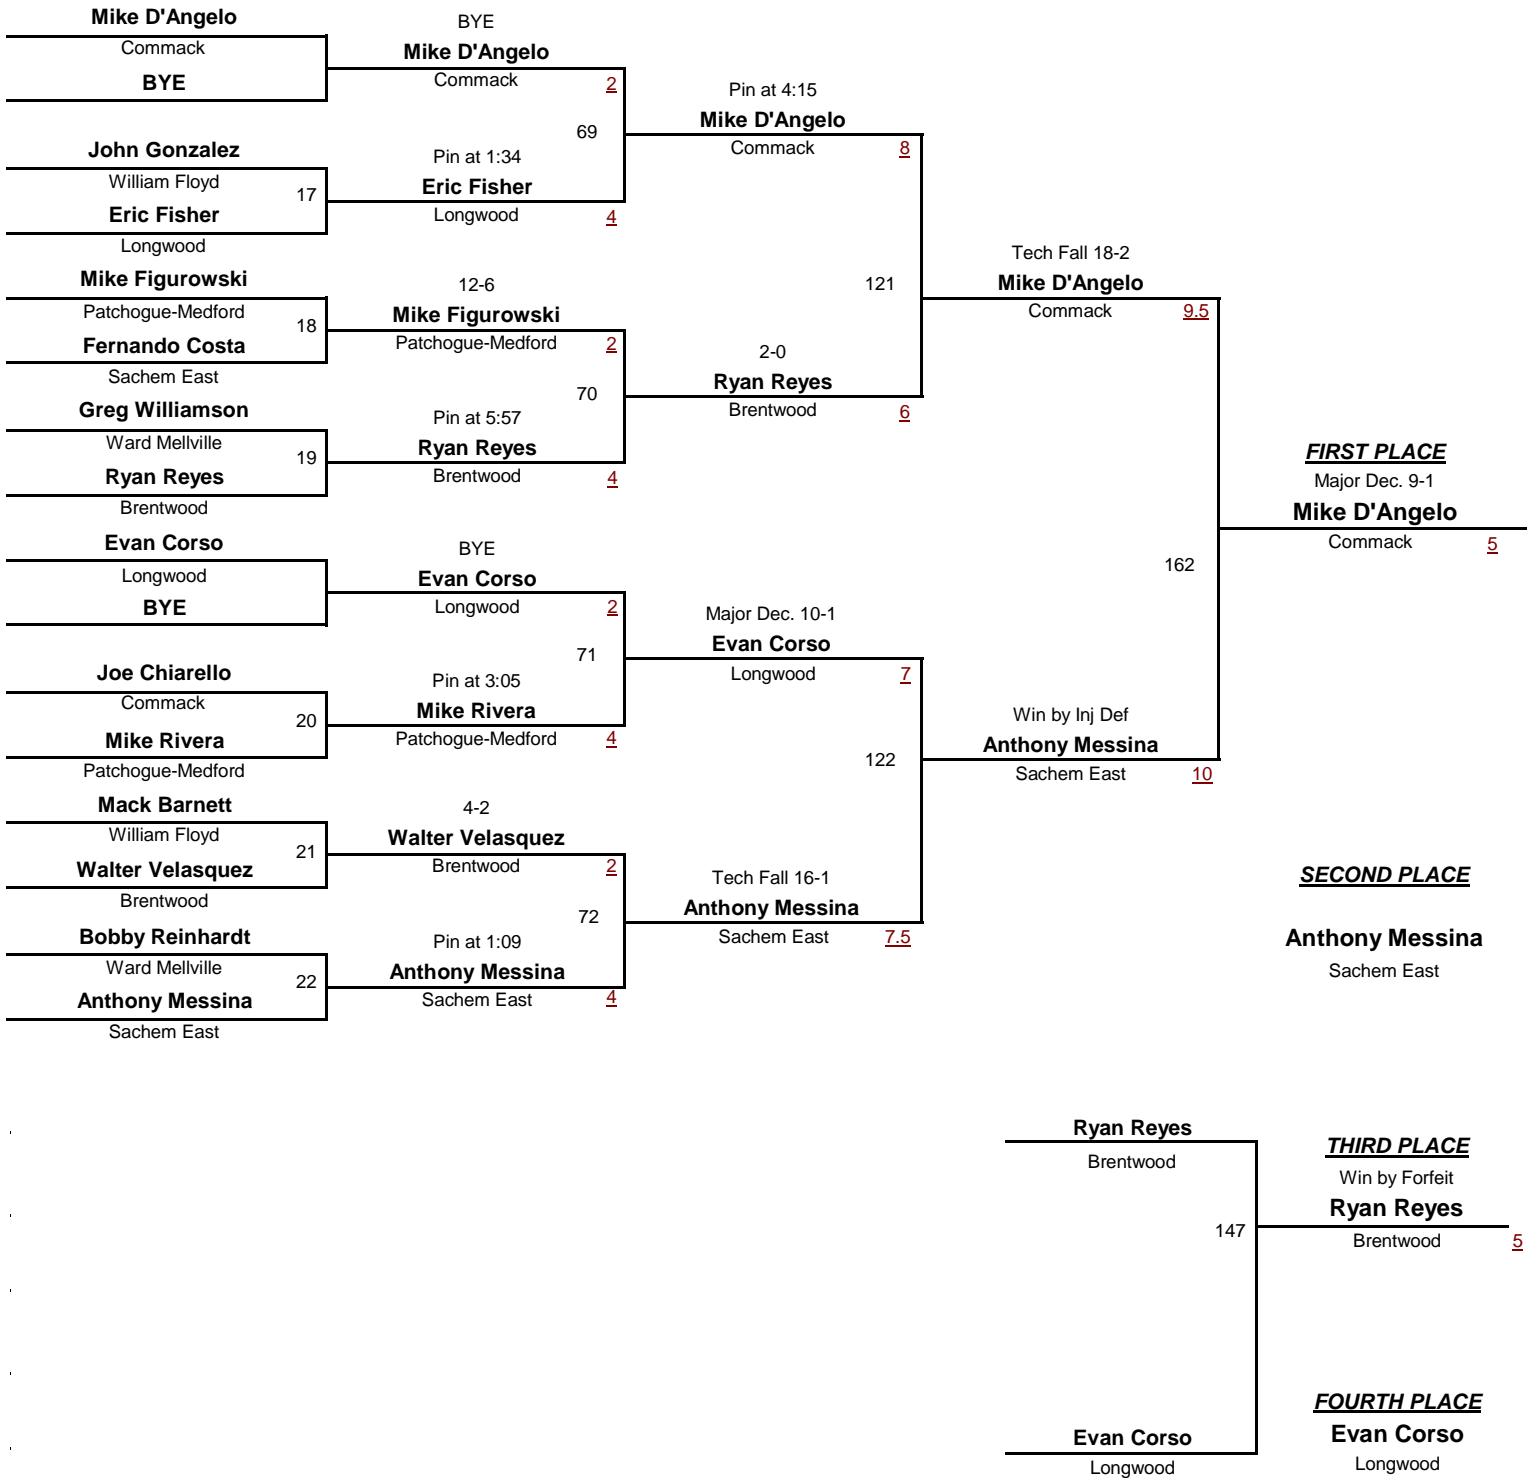 Mike D'Angelo
Commack
BYE
John Gonzalez
William Floyd
17
Eric Fisher
Longwood
Mike Figurowski
Patchogue-Medford
18
Fernando Costa
Sachem East
Greg Williamson
Ward Mellville
19
Ryan Reyes
Brentwood
Evan Corso
Longwood
BYE
Joe Chiarello
Commack
20
Mike Rivera
Patchogue-Medford
Mack Barnett
William Floyd
21
Walter Velasquez
Brentwood
Bobby Reinhardt
Ward Mellville
22
Anthony Messina
Sachem East
BYE
Mike D'Angelo
Commack
2
69
Pin at 1:34
Eric Fisher
Longwood
4
12-6
Mike Figurowski
Patchogue-Medford
2
70
Pin at 5:57
Ryan Reyes
Brentwood
4
BYE
Evan Corso
Longwood
2
71
Pin at 3:05
Mike Rivera
Patchogue-Medford
4
4-2
Walter Velasquez
Brentwood
2
72
Pin at 1:09
Anthony Messina
Sachem East
4
Pin at 4:15
Mike D'Angelo
Commack
8
121
2-0
Ryan Reyes
Brentwood
6
Major Dec. 10-1
Evan Corso
Longwood
7
122
Tech Fall 16-1
Anthony Messina
Sachem East
7.5
Tech Fall 18-2
Mike D'Angelo
Commack
9.5
162
Win by Inj Def
Anthony Messina
Sachem East
10
FIRST PLACE
Major Dec. 9-1
Mike D'Angelo
Commack
5
SECOND PLACE
Anthony Messina
Sachem East
Ryan Reyes
Brentwood
147
Evan Corso
Longwood
THIRD PLACE
Win by Forfeit
Ryan Reyes
Brentwood
5
FOURTH PLACE
Evan Corso
Longwood